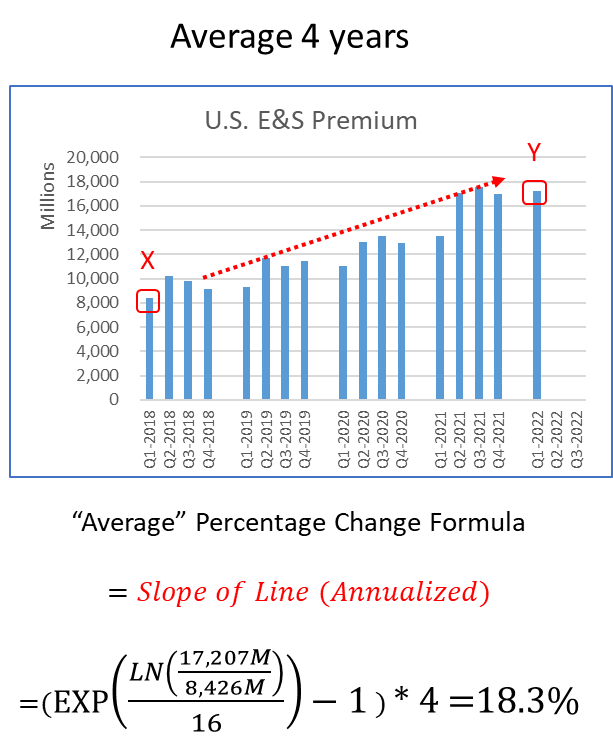 Average 4 years
U.S. E&S Premium
Millions
20,000
18,000
16,000
14,000
12,000
10,000
8,000
6,000
4,000
2,000
0
X
Y
Q1-2018
Q2-2018
Q3-2018
Q4-2018
Q1-2019
Q2-2019
Q3-2019
Q4-2019
Q1-2020
Q2-2020
Q3-2020
Q4-2020
Q1-2021
Q2-2021
Q3-2021
Q4-2021
Q1-2022
Q2-2022
Q3-2022
“Average” Percentage Change Formula
= Slope of Line (Annualized)
=(EXP(LN(17,207M/8,426M)/16) − 1 ) * 4 =18.3%